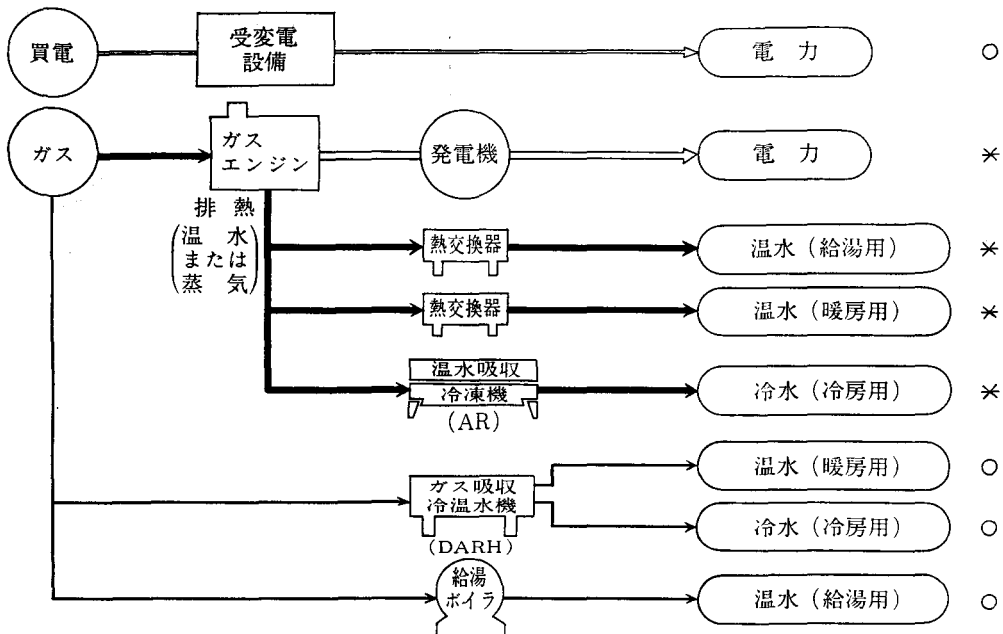 買電
受変電
設備
電 力
○
ガス
ガス
エンジン
発電機
電 力
*
排 熱
(温 水
または
蒸 気)
熱交換器
温水(給湯用)
*
熱交換器
温水(暖房用)
*
温水吸収
冷凍機
(AR)
冷水(冷房用)
*
ガス吸収
冷温水機
(DARH)
温水(暖房用)
○
冷水(冷房用)
○
給湯
ボイラ
温水(給湯用)
○